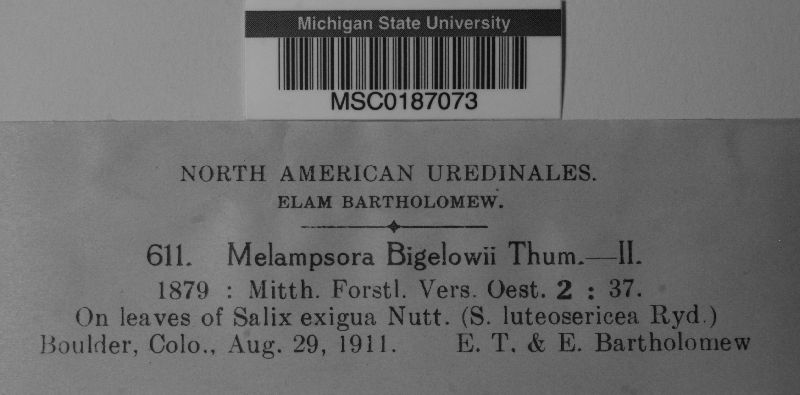 Michigan State University
MSC0187073
NORTH AMERICAN UREDINALES.
ELAM BARTHOLOMEW.
611. Melampsora Bigelowii Thum.—II.
1879 : Mitth. Forstl. Vers. Oest. 2 : 37.
On leaves of Salix exigua Nutt. (S. luteosericea Ryd.)
Boulder, Colo., Aug. 29, 1911. E. T. & E. Bartholomew